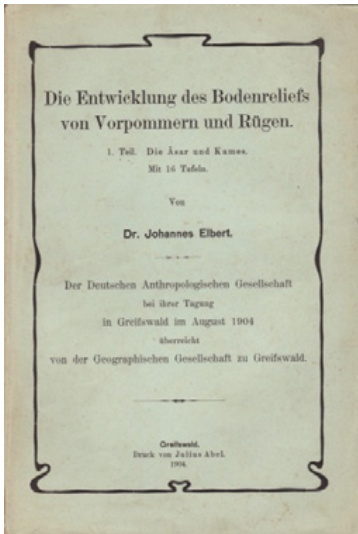 Die Entwicklung des Bodenreliefs
von Vorpommern und Rügen.
1. Teil. Die Åsar und Kames.
Mit 16 Tafeln.
Von
Dr. Johannes Elbert.
Der Deutschen Anthropologischen Gesellschaft
bei ihrer Tagung
in Greifswald im August 1904
überreicht
von der Geographischen Gesellschaft zu Greifswald.
Greifswald.
Druck von Julius Abel.
1904.